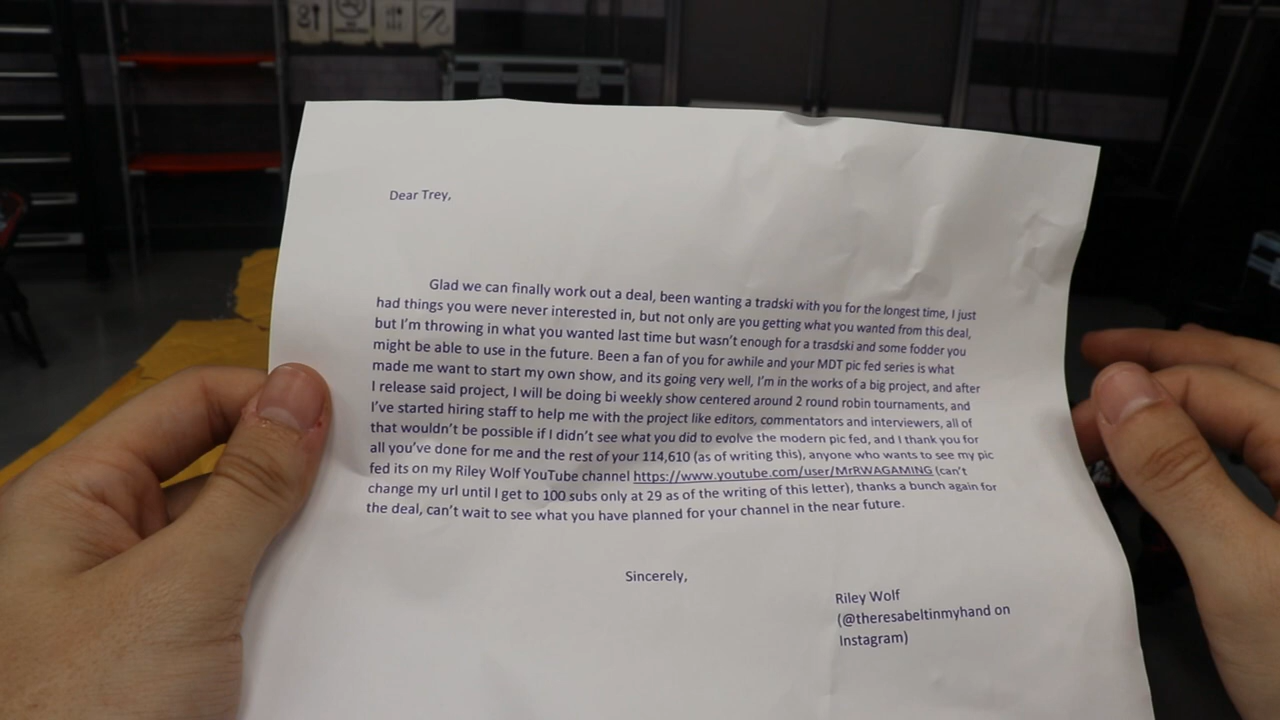 Dear Trey,
Glad we can finally work out a deal, been wanting a tradski with you for the longest time, I just
had things you were never interested in, but not only are you getting what you wanted from this deal,
but I'm throwing in what you wanted last time but wasn't enough for a trasdski and some fodder you
might be able to use in the future. Been a fan of you for awhile and your MDT pic fed series is what
made me want to start my own show, and its going very well, I'm in the works of a big project, and after
I release said project, I will be doing bi weekly show centered around 2 round robin tournaments, and
I've started hiring staff to help me with the project like editors, commentators and interviewers, all of
that wouldn't be possible if I didn't see what you did to evolve the modern pic fed, and I thank you for
all you've done for me and the rest of your 114,610 (as of writing this), anyone who wants to see my pic
fed its on my Riley Wolf YouTube channel https://www.youtube.com/user/MrRWAGAMING (can't
change my url until I get to 100 subs only at 29 as of the writing of this letter), thanks a bunch again for
the deal, can't wait to see what you have planned for your channel in the near future.
Sincerely,
Riley Wolf
(@theresabeltinmyhand on
Instagram)